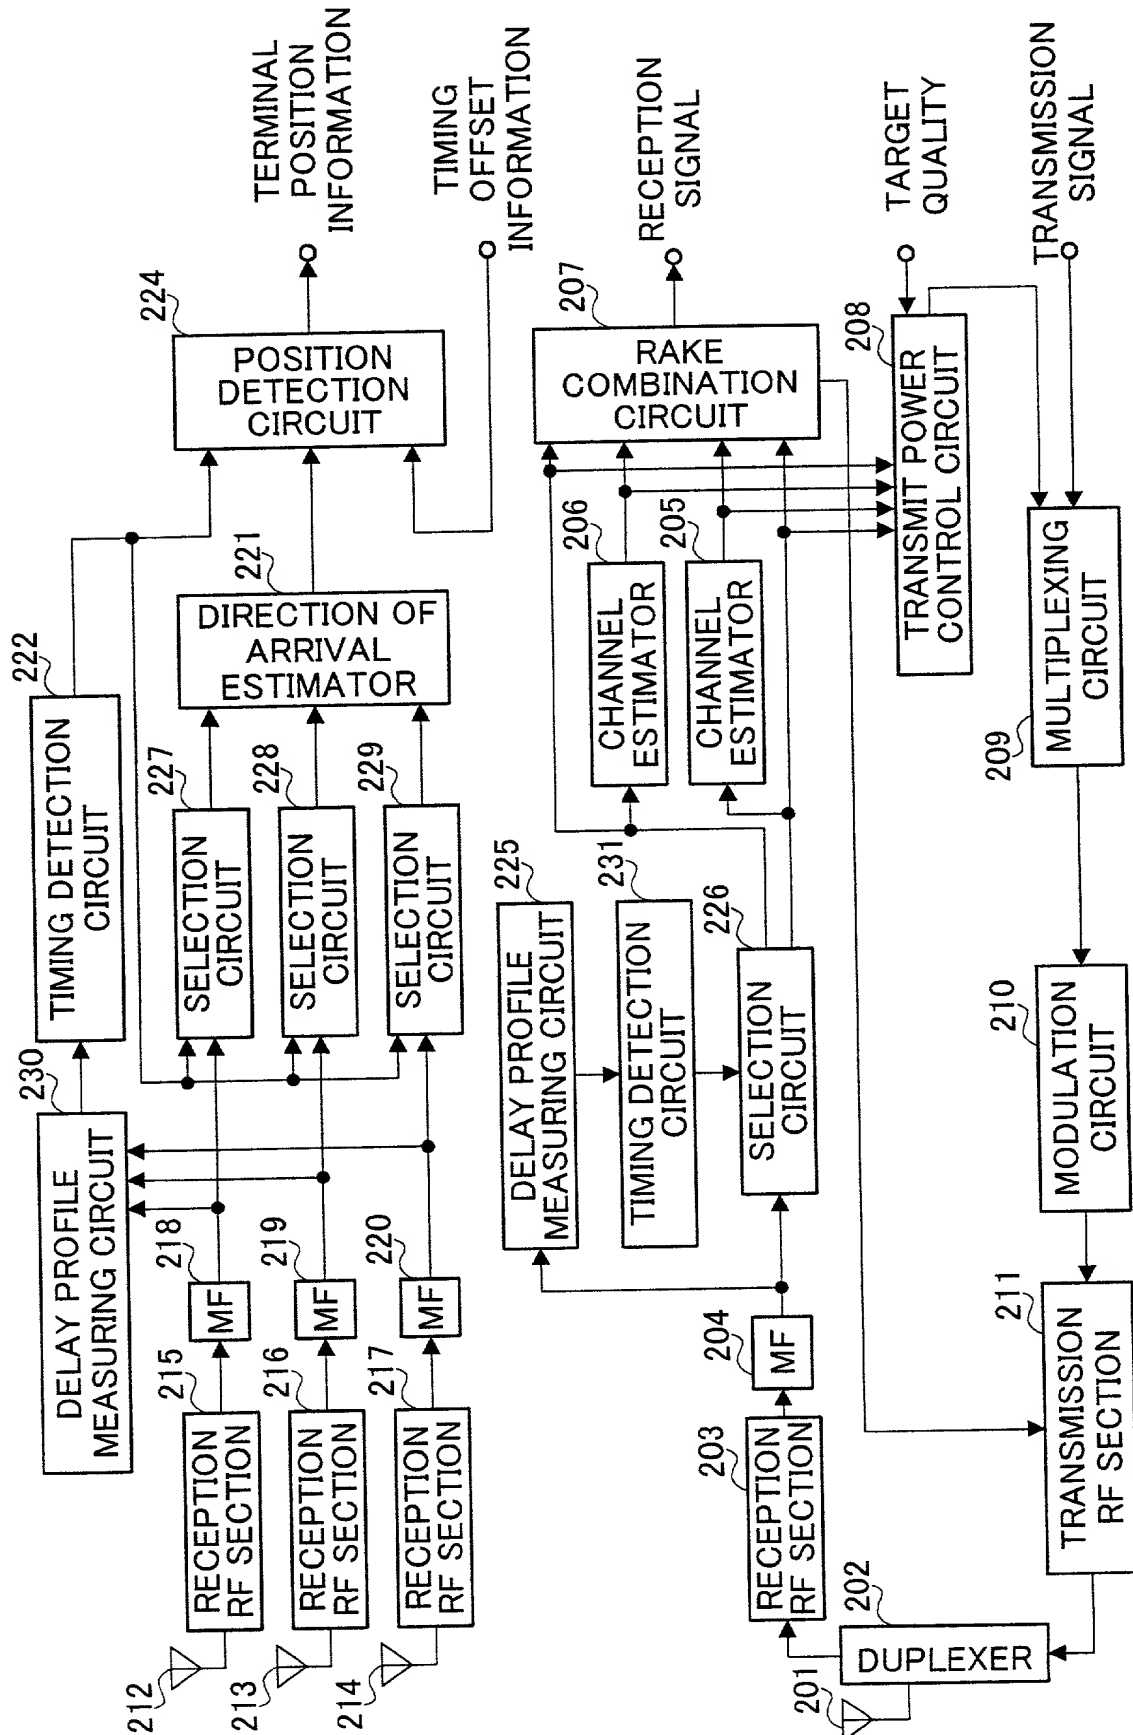 212
213
214
RECEPTION
RF SECTION
215
RECEPTION
RF SECTION
216
RECEPTION
RF SECTION
217
MF
218
MF
219
MF
220
DELAY PROFILE
MEASURING CIRCUIT
230
TIMING DETECTION
CIRCUIT
222
SELECTION
CIRCUIT
227
SELECTION
CIRCUIT
228
SELECTION
CIRCUIT
229
DIRECTION OF
ARRIVAL
ESTIMATOR
221
POSITION
DETECTION
CIRCUIT
224
TERMINAL
POSITION
INFORMATION
TIMING
OFFSET
INFORMATION
201
DUPLEXER
202
RECEPTION
RF SECTION
203
MF
204
DELAY PROFILE
MEASURING CIRCUIT
225
TIMING DETECTION
CIRCUIT
231
SELECTION
CIRCUIT
226
CHANNEL
ESTIMATOR
206
CHANNEL
ESTIMATOR
205
RAKE
COMBINATION
CIRCUIT
207
RECEPTION
SIGNAL
TRANSMIT POWER
CONTROL CIRCUIT
208
TARGET
QUALITY
TRANSMISSION
SIGNAL
MULTIPLEXING
CIRCUIT
209
MODULATION
CIRCUIT
210
TRANSMISSION
RF SECTION
211